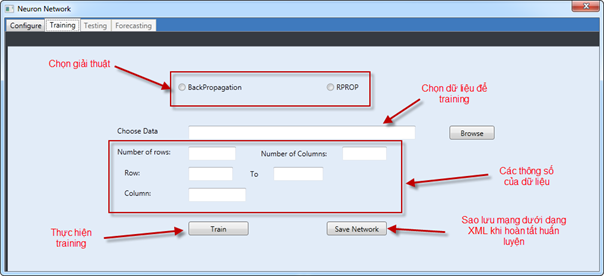 Neuron Network
Configure Training Testing Forecasting
Chọn giải thuật
BackPropagation RPROP
Chọn dữ liệu để
training
Choose Data Browse
Number of rows: Number of Columns:
Row: To
Column:
Các thông số
của dữ liệu
Thực hiện
training
Train Save Network
Sao lưu mạng dưới dạng
XML khi hoàn tất huấn
luyện